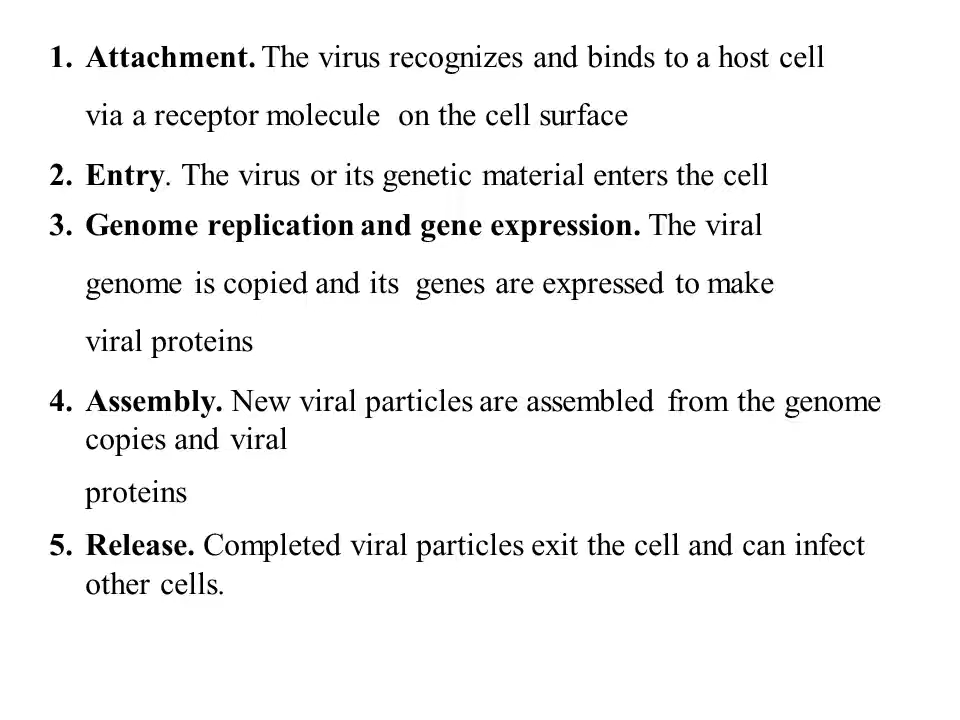 1. Attachment. The virus recognizes and binds to a host cell
via a receptor molecule on the cell surface
2. Entry. The virus or its genetic material enters the cell
3. Genome replication and gene expression. The viral
genome is copied and its genes are expressed to make
viral proteins
4. Assembly. New viral particles are assembled from the genome
copies and viral
proteins
5. Release. Completed viral particles exit the cell and can infect
other cells.